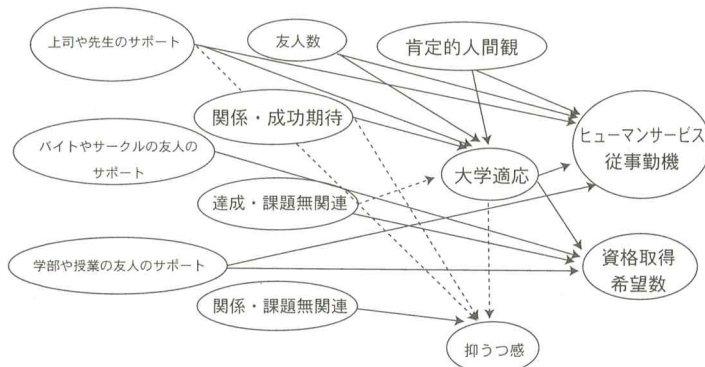 上司や先生のサポート
友人数
肯定的人間観
関係・成功期待
ヒューマンサービス
従事勤機
バイトやサークルの友人の
サポート
大学適応
達成・課題無関連
学部や授業の友人のサポート
資格取得
希望数
関係・課題無関連
抑うつ感